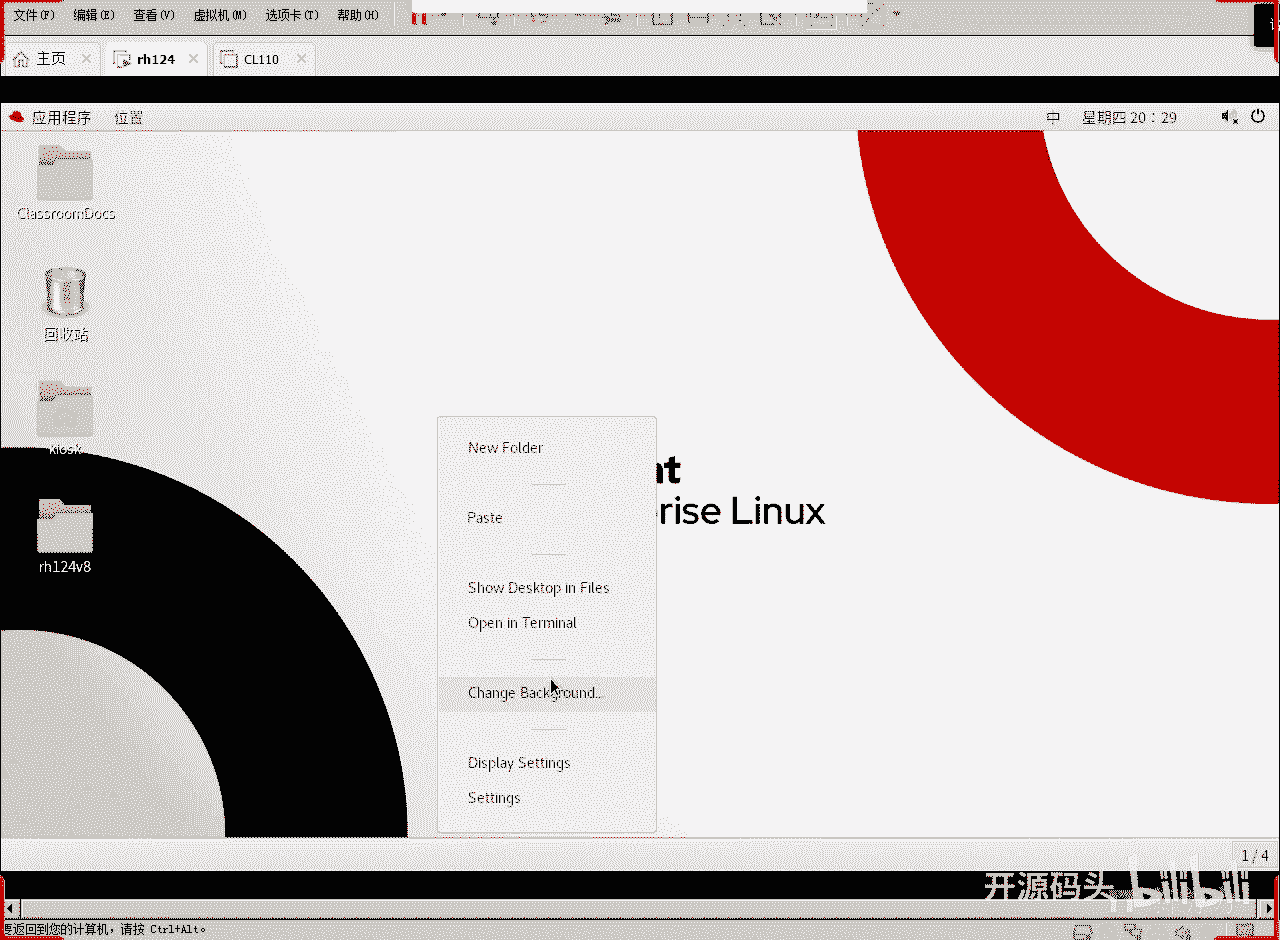 文件(F) 编辑(E) 查看(V) 虚拟机(M) 选项卡(T) 帮助(H)
主页 rh124 CL110
应用程序 位置 中 星期四 20：29
ClassroomDocs
回收站
kiosk
rh124v8
New Folder
Paste
Show Desktop in Files
Open in Terminal
Change Background...
Display Settings
Settings
at
rise Linux
1 / 4
开源码头 bilibili
要返回到您的计算机，请按 Ctrl+Alt。